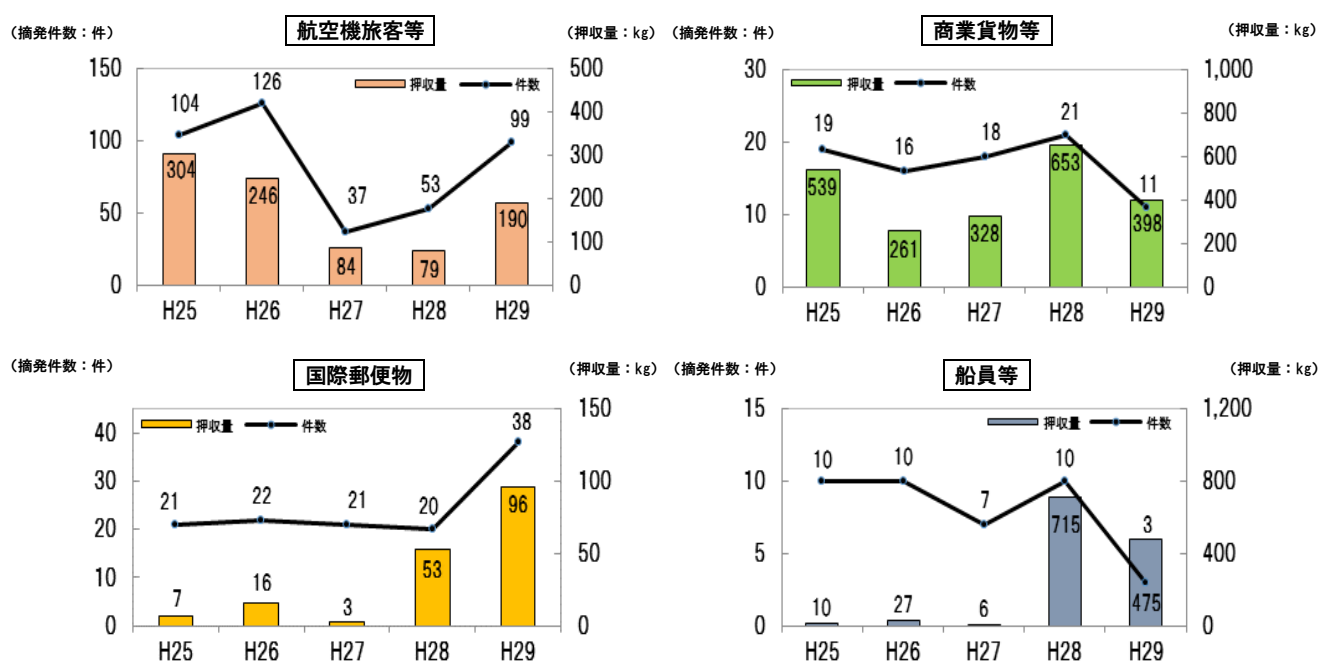 （摘発件数：件） 航空機旅客等 （押収量：kg）
押収量 件数
150
100
50
0
500
400
300
200
100
0
104 126 37 53 99
304 246 84 79 190
H25 H26 H27 H28 H29
（摘発件数：件） 商業貨物等 （押収量：kg）
押収量 件数
30
20
10
0
1,000
800
600
400
200
0
19 16 18 21 11
539 261 328 653 398
H25 H26 H27 H28 H29
（摘発件数：件） 国際郵便物 （押収量：kg）
押収量 件数
40
30
20
10
0
150
100
50
0
21 22 21 20 38
7 16 3 53 96
H25 H26 H27 H28 H29
（摘発件数：件） 船員等 （押収量：kg）
押収量 件数
15
10
5
0
1,200
800
400
0
10 10 7 10 3
10 27 6 715 475
H25 H26 H27 H28 H29